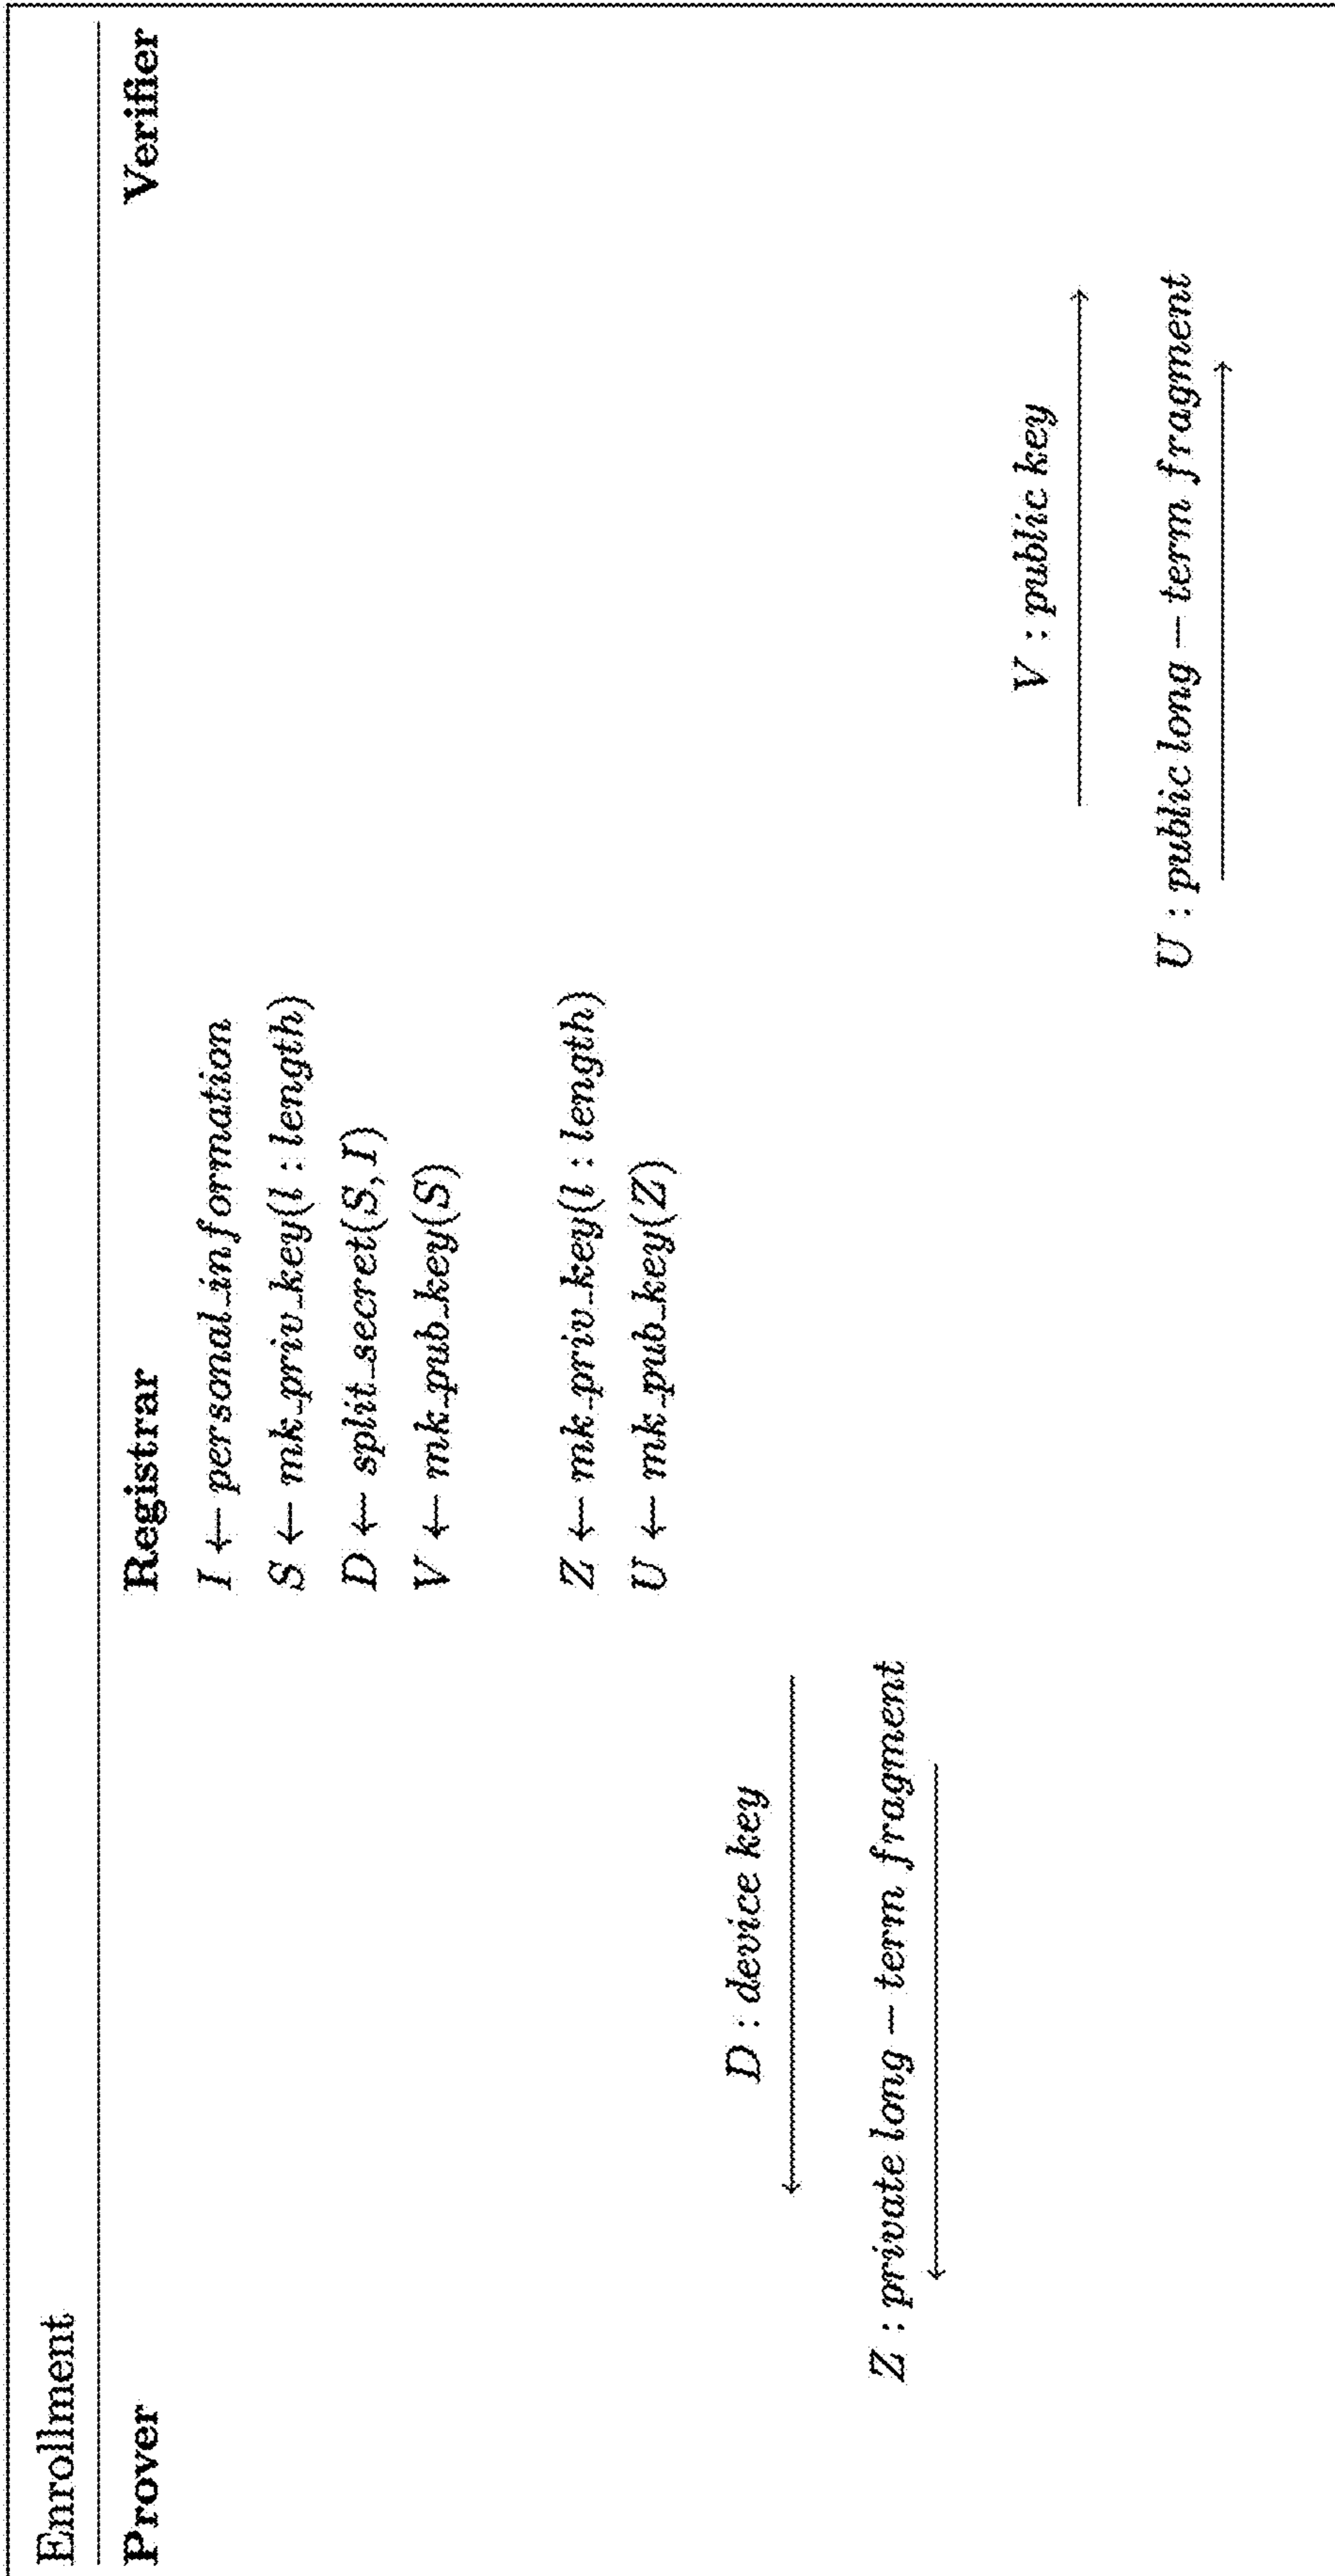 Enrollment
Prover Registrar Verifier
I ← personal_information
S ← mk_priv_key(l : length)
D ← split_secret(S, I)
V ← mk_pub_key(S)
Z ← mk_priv_key(l : length)
U ← mk_pub_key(Z)
D : device key
Z : private long − term fragment
V : public key
U : public long − term fragment